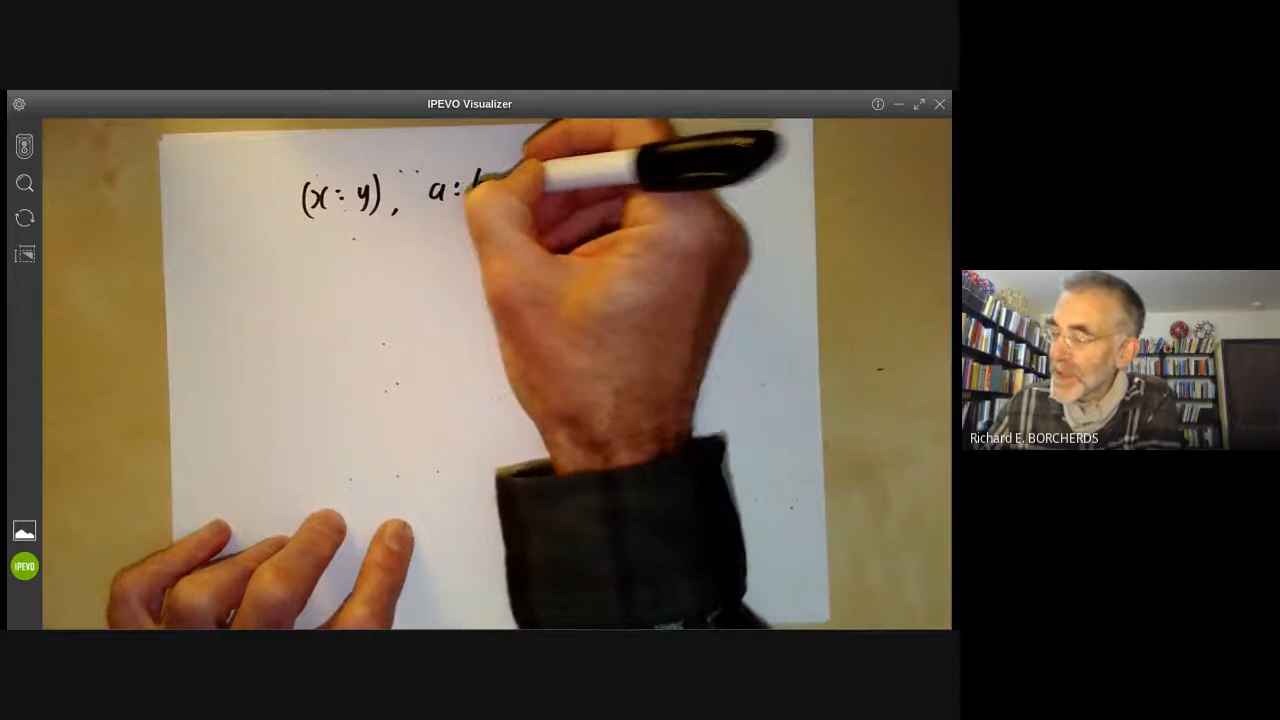 IPEVO Visualizer
(x : y), a : b
IPEVO
Richard E. BORCHERDS